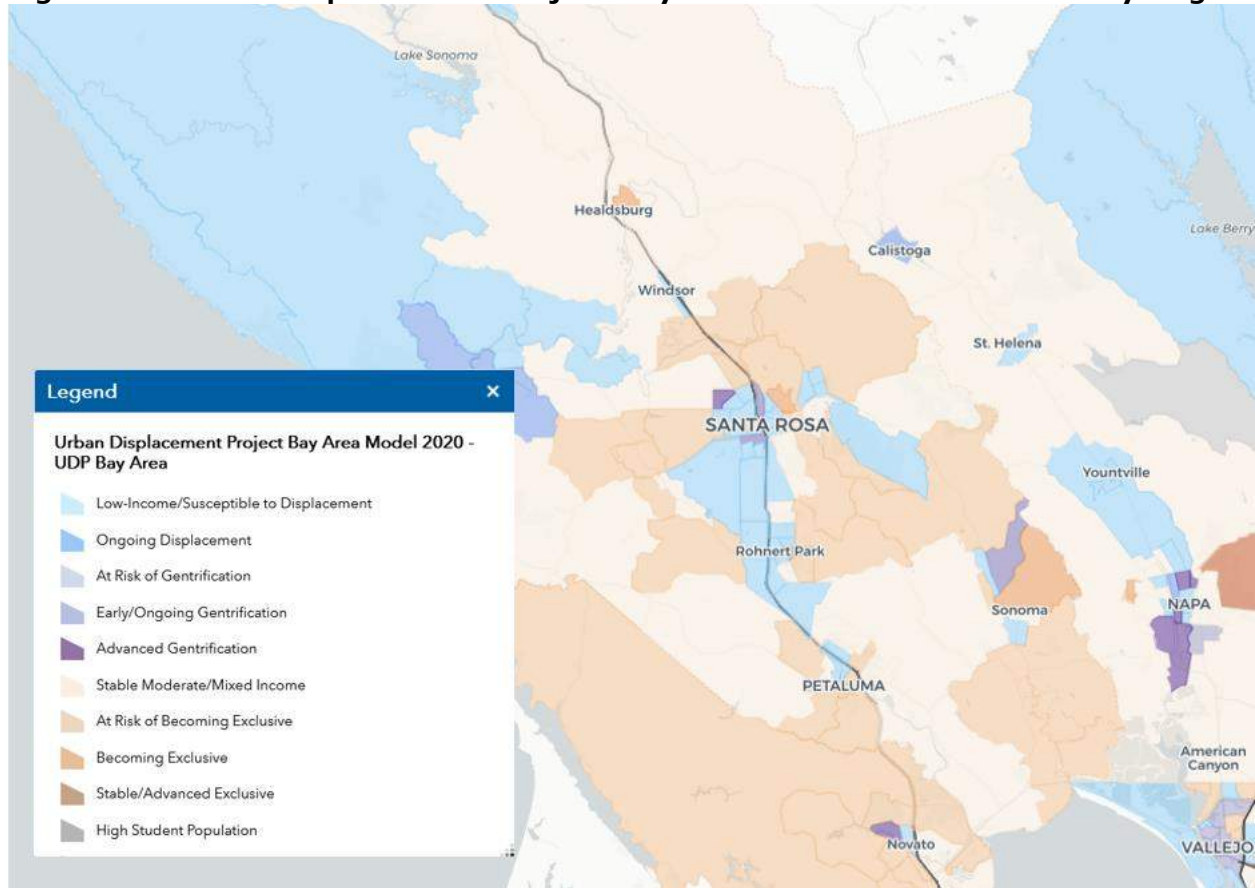 Lake Sonoma
Healdsburg
Calistoga
Lake Berry
Windsor
St. Helena
Legend ×
Urban Displacement Project Bay Area Model 2020 -
UDP Bay Area
Low-Income/Susceptible to Displacement
Ongoing Displacement
At Risk of Gentrification
Early/Ongoing Gentrification
Advanced Gentrification
Stable Moderate/Mixed Income
At Risk of Becoming Exclusive
Becoming Exclusive
Stable/Advanced Exclusive
High Student Population
SANTA ROSA
Yountville
Rohnert Park
Sonoma
NAPA
PETALUMA
American
Canyon
Novato
VALLEJO